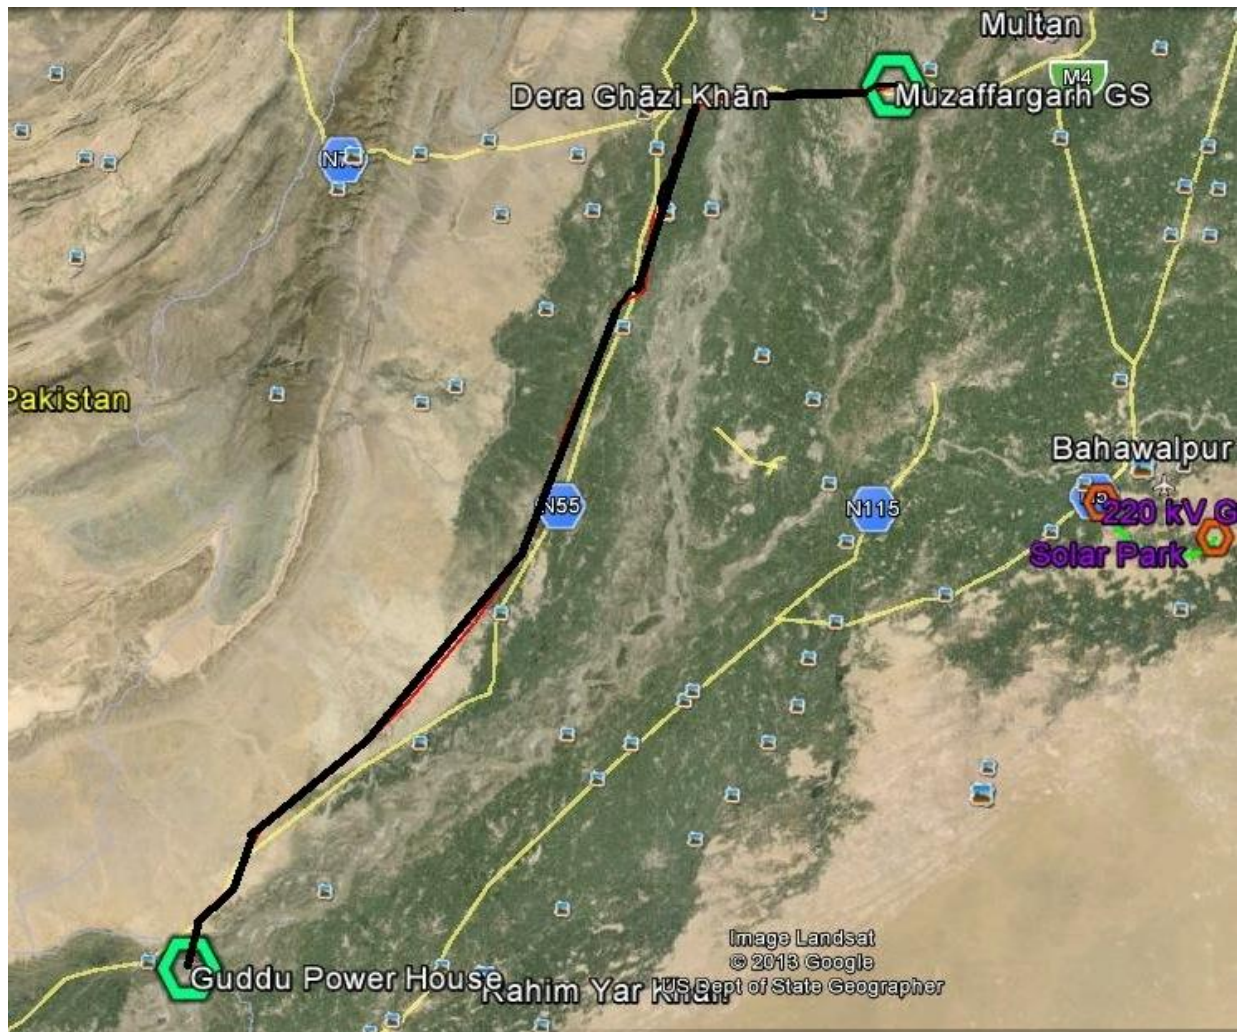 Multan
M4
Dera Ghāzi Khān
Muzaffargarh GS
Pakistan
Bahawalpur
N55
N115
220 kV G
Solar Park
Image Landsat
© 2013 Google
US Dept of State Geographer
Guddu Power House
Rahim Yar Khan